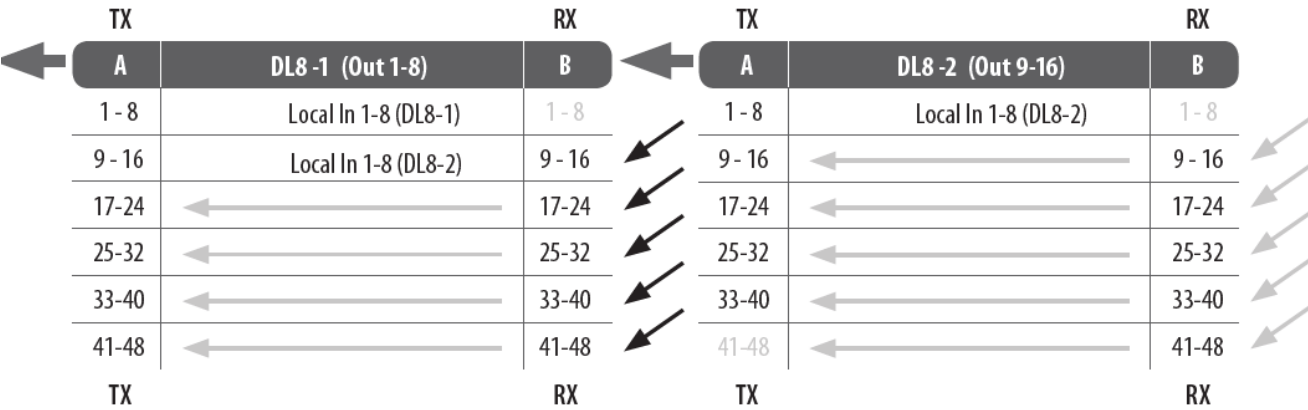 TX RX TX RX
A DL8 -1 (Out 1-8) B A DL8 -2 (Out 9-16) B
1 - 8 Local In 1-8 (DL8-1) 1 - 8 1 - 8 Local In 1-8 (DL8-2) 1 - 8
9 - 16 Local In 1-8 (DL8-2) 9 - 16 9 - 16 9 - 16
17-24 17-24 17-24 17-24
25-32 25-32 25-32 25-32
33-40 33-40 33-40 33-40
41-48 41-48 41-48 41-48
TX RX TX RX